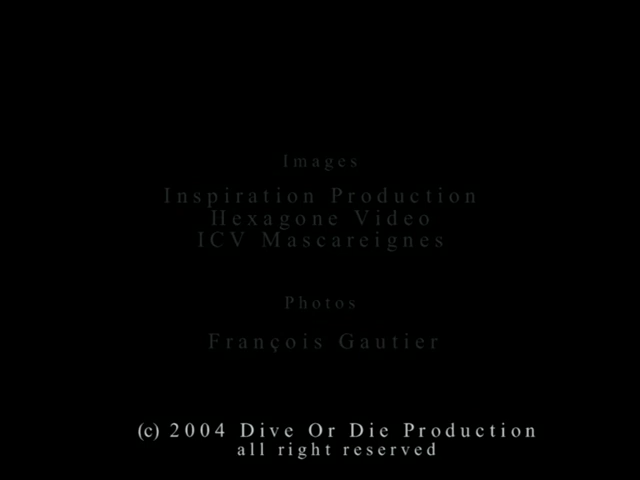 Images
Inspiration Production
Hexagone Video
ICV Mascareignes
Photos
François Gautier
(c) 2004 Dive Or Die Production
all right reserved